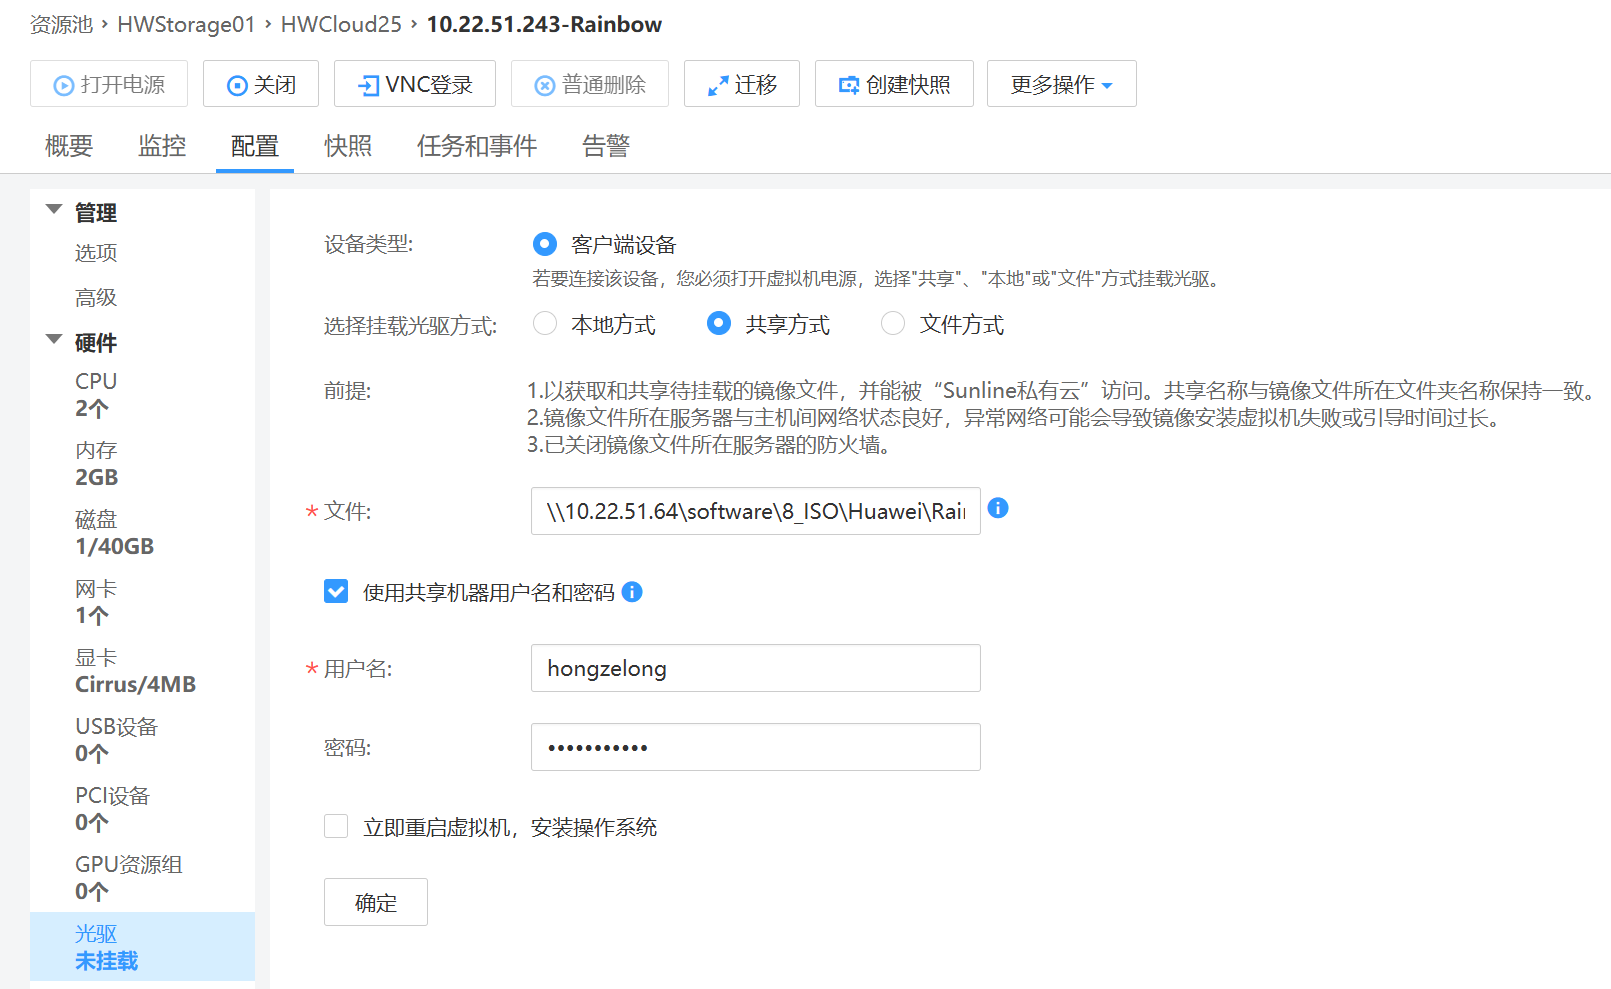 资源池 › HWStorage01 › HWCloud25 › 10.22.51.243-Rainbow
打开电源 关闭 VNC登录 普通删除 迁移 创建快照 更多操作
概要 监控 配置 快照 任务和事件 告警
管理
选项
高级
硬件
CPU
2个
内存
2GB
磁盘
1/40GB
网卡
1个
显卡
Cirrus/4MB
USB设备
0个
PCI设备
0个
GPU资源组
0个
光驱
未挂载
设备类型: 客户端设备
若要连接该设备，您必须打开虚拟机电源，选择"共享"、"本地"或"文件"方式挂载光驱。
选择挂载光驱方式: 本地方式 共享方式 文件方式
前提: 1.以获取和共享待挂载的镜像文件，并能被“Sunline私有云”访问。共享名称与镜像文件所在文件夹名称保持一致。
2.镜像文件所在服务器与主机间网络状态良好，异常网络可能会导致镜像安装虚拟机失败或引导时间过长。
3.已关闭镜像文件所在服务器的防火墙。
* 文件: \\10.22.51.64\software\8_ISO\Huawei\Rai
使用共享机器用户名和密码
* 用户名: hongzelong
密码: •••••••••••
立即重启虚拟机，安装操作系统
确定